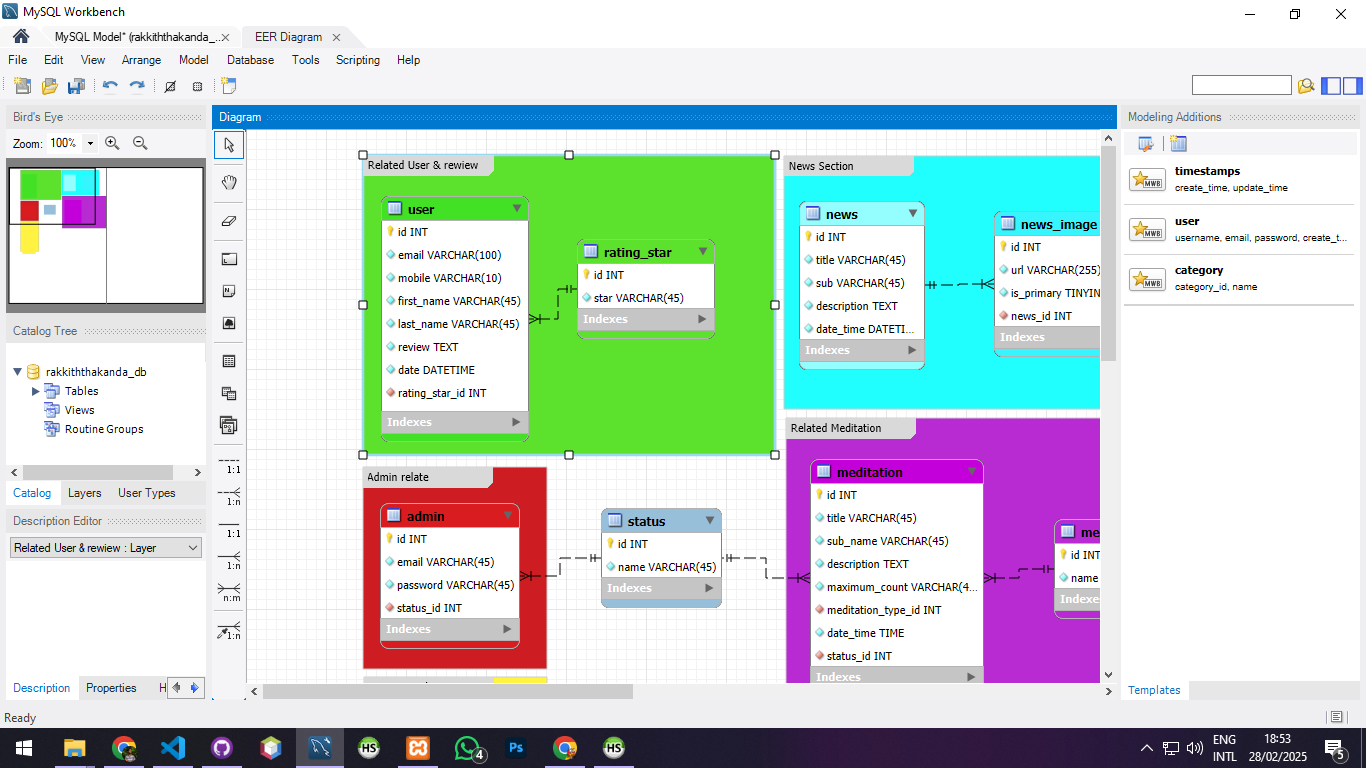 MySQL Workbench
MySQL Model* (rakkiththakanda_...
EER Diagram
File Edit View Arrange Model Database Tools Scripting Help
Bird's Eye
Zoom: 100%
Catalog Tree
rakkiththakanda_db
Tables
Views
Routine Groups
Catalog Layers User Types
Description Editor
Related User & rewiew : Layer
Description Properties H
Diagram
1:1
1:n
1:1
1:n
n:m
1:n
Related User & rewiew
user
id INT
email VARCHAR(100)
mobile VARCHAR(10)
first_name VARCHAR(45)
last_name VARCHAR(45)
review TEXT
date DATETIME
rating_star_id INT
Indexes
rating_star
id INT
star VARCHAR(45)
Indexes
News Section
news
id INT
title VARCHAR(45)
sub VARCHAR(45)
description TEXT
date_time DATETI...
Indexes
news_image
id INT
url VARCHAR(255)
is_primary TINYIN
news_id INT
Indexes
Admin relate
admin
id INT
email VARCHAR(45)
password VARCHAR(45)
status_id INT
Indexes
status
id INT
name VARCHAR(45)
Indexes
Related Meditation
meditation
id INT
title VARCHAR(45)
sub_name VARCHAR(45)
description TEXT
maximum_count VARCHAR(4...
meditation_type_id INT
date_time TIME
status_id INT
Indexes
me
id INT
name
Indexes
Modeling Additions
MWB
timestamps
create_time, update_time
MWB
user
username, email, password, create_t...
MWB
category
category_id, name
Templates
Ready
HS
4
Ps
HS
ENG
INTL
18:53
28/02/2025
5